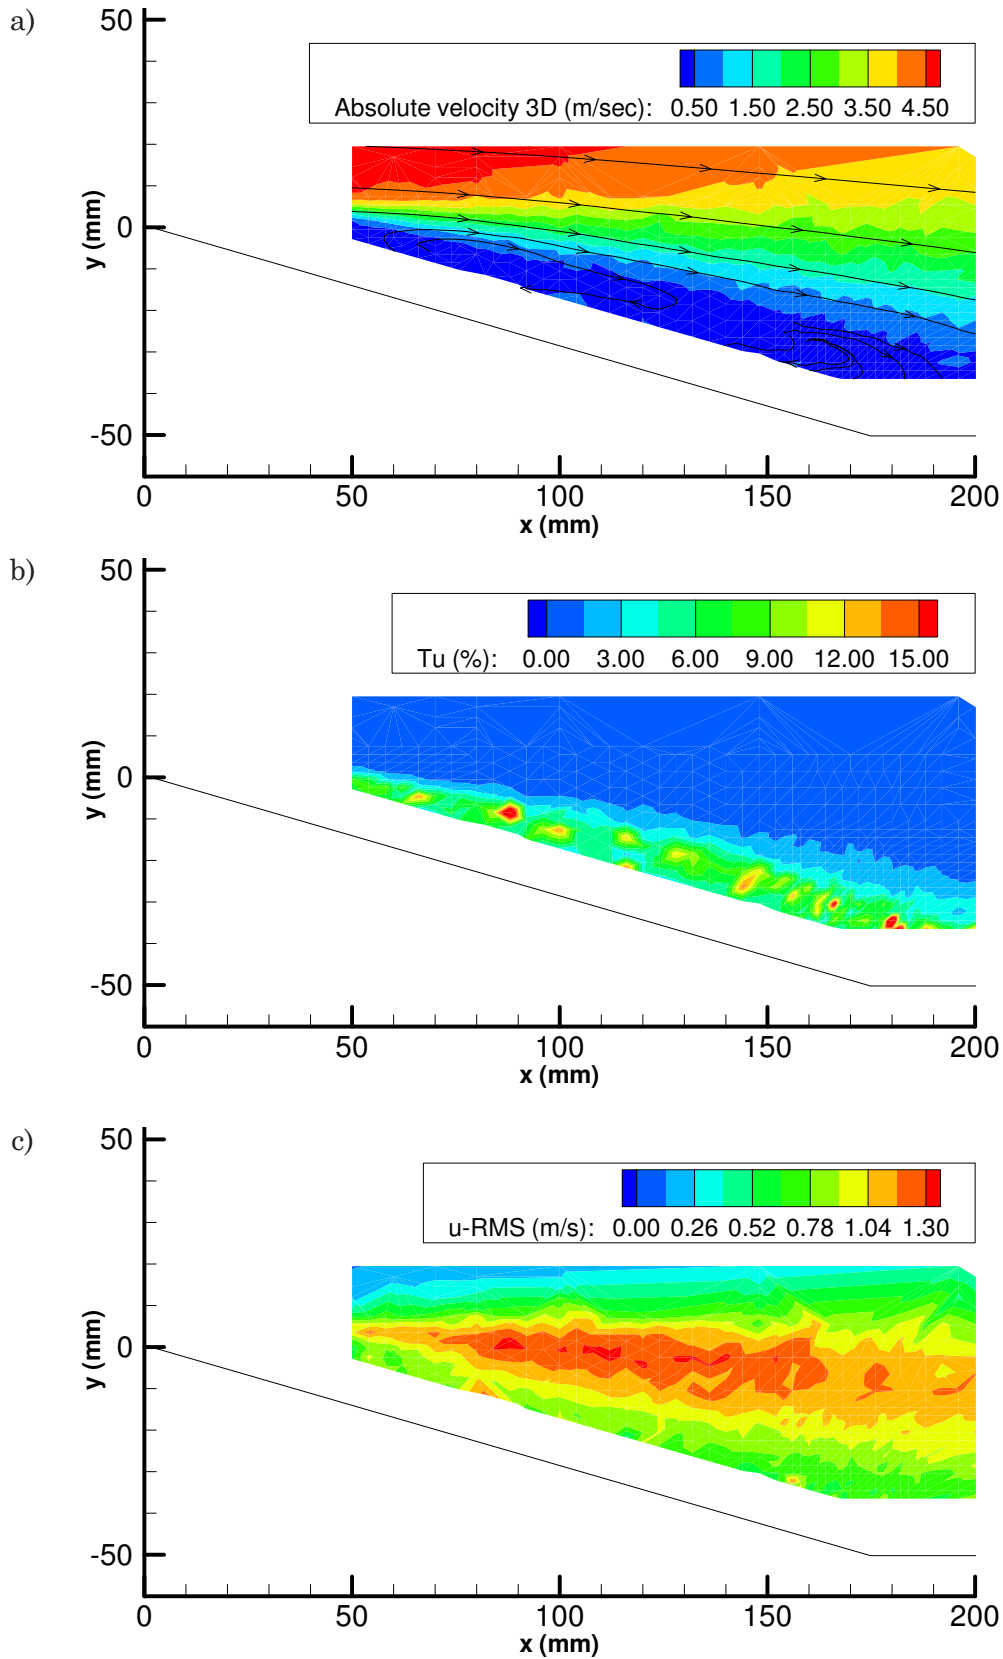 a)
50
Absolute velocity 3D (m/sec): 0.50 1.50 2.50 3.50 4.50
y (mm)
0
-50
0 50 100 150 200
x (mm)
b)
50
Tu (%): 0.00 3.00 6.00 9.00 12.00 15.00
y (mm)
0
-50
0 50 100 150 200
x (mm)
c)
50
u-RMS (m/s): 0.00 0.26 0.52 0.78 1.04 1.30
y (mm)
0
-50
0 50 100 150 200
x (mm)